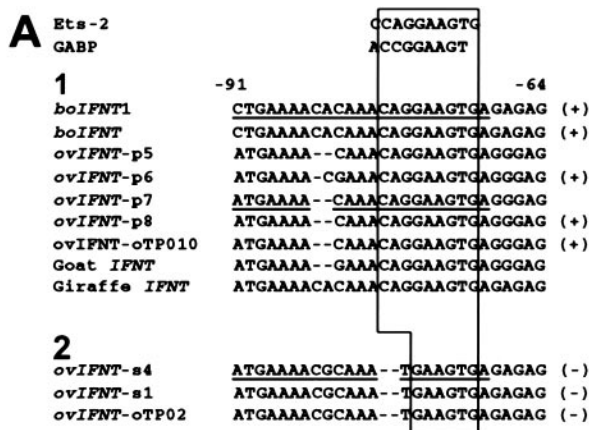 A
Ets-2 CCAGGAAGTG
GABP ACCGGAAGT
1 -91 -64
boIFNT1 CTGAAAACACAAACAGGAAGTGAGAGAG (+)
boIFNT CTGAAAACACAAACAGGAAGTGAGAGAG (+)
ovIFNT-p5 ATGAAAA--CAAACAGGAAGTGAGGGAG
ovIFNT-p6 ATGAAAA-CGAAACAGGAAGTGAGGGAG (+)
ovIFNT-p7 ATGAAAA--CAAACAGGAAGTGAGGGAG
ovIFNT-p8 ATGAAAA--CAAACAGGAAGTGAGGGAG (+)
ovIFNT-oTP010 ATGAAAA--CAAACAGGAAGTGAGGGAG (+)
Goat IFNT ATGAAAA--GAAACAGGAAGTGAGGGAG
Giraffe IFNT ATGAAAACACAAACAGGAAGTGAGAGAG
2
ovIFNT-s4 ATGAAAACGCAAA--TGAAGTGAGAGAG (-)
ovIFNT-s1 ATGAAAACGCAAA--TGAAGTGAGAGAG (-)
ovIFNT-oTP02 ATGAAAACGCAAA--TGAAGTGAGAGAG (-)